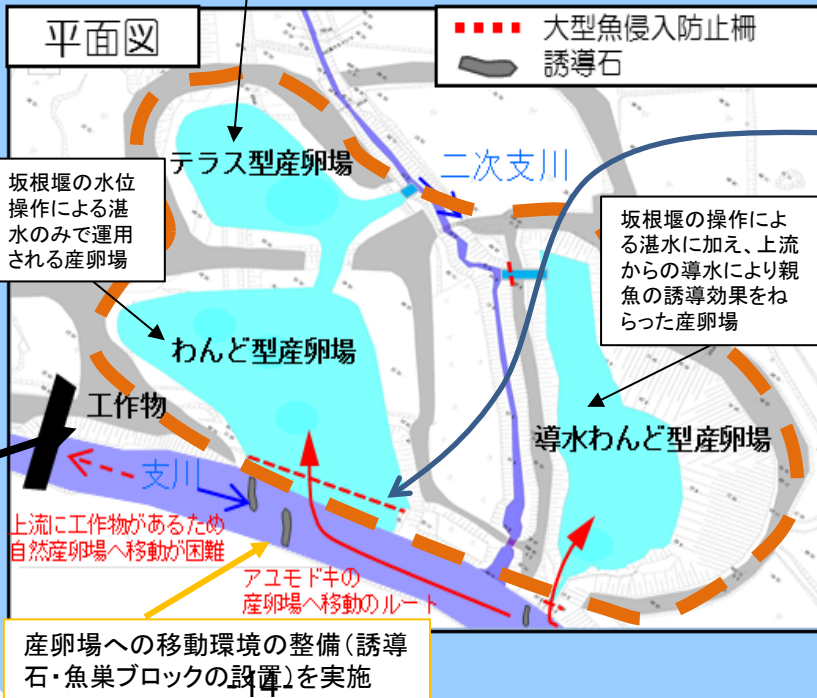 平面図
大型魚侵入防止柵
誘導石
テラス型産卵場
二次支川
坂根堰の水位
操作による湛
水のみで運用
される産卵場
坂根堰の操作によ
る湛水に加え、上流
からの導水により親
魚の誘導効果をね
らった産卵場
わんど型産卵場
工作物
導水わんど型産卵場
支川
上流に工作物があるため
自然産卵場へ移動が困難
アユモドキの
産卵場へ移動のルート
産卵場への移動環境の整備(誘導
石・魚巣ブロックの設置)を実施
-14-